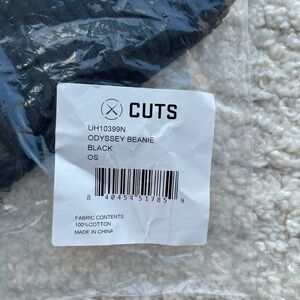 CUTS
UH10399N
ODYSSEY BEANIE
BLACK
OS
8 40454 51785 9
FABRIC CONTENTS
100%COTTON
MADE IN CHINA